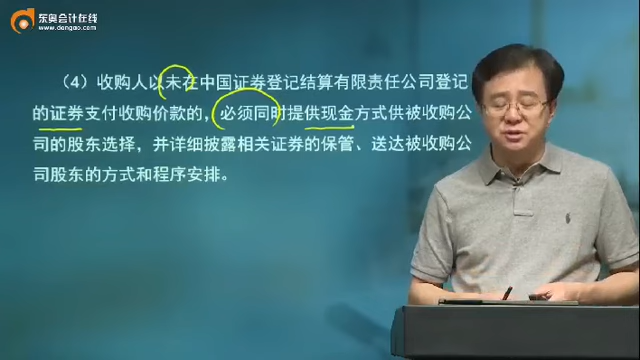 东奥会计在线
www.dongao.com
（4）收购人以未在中国证券登记结算有限责任公司登记
的证券支付收购价款的，必须同时提供现金方式供被收购公
司的股东选择，并详细披露相关证券的保管、送达被收购公
司股东的方式和程序安排。